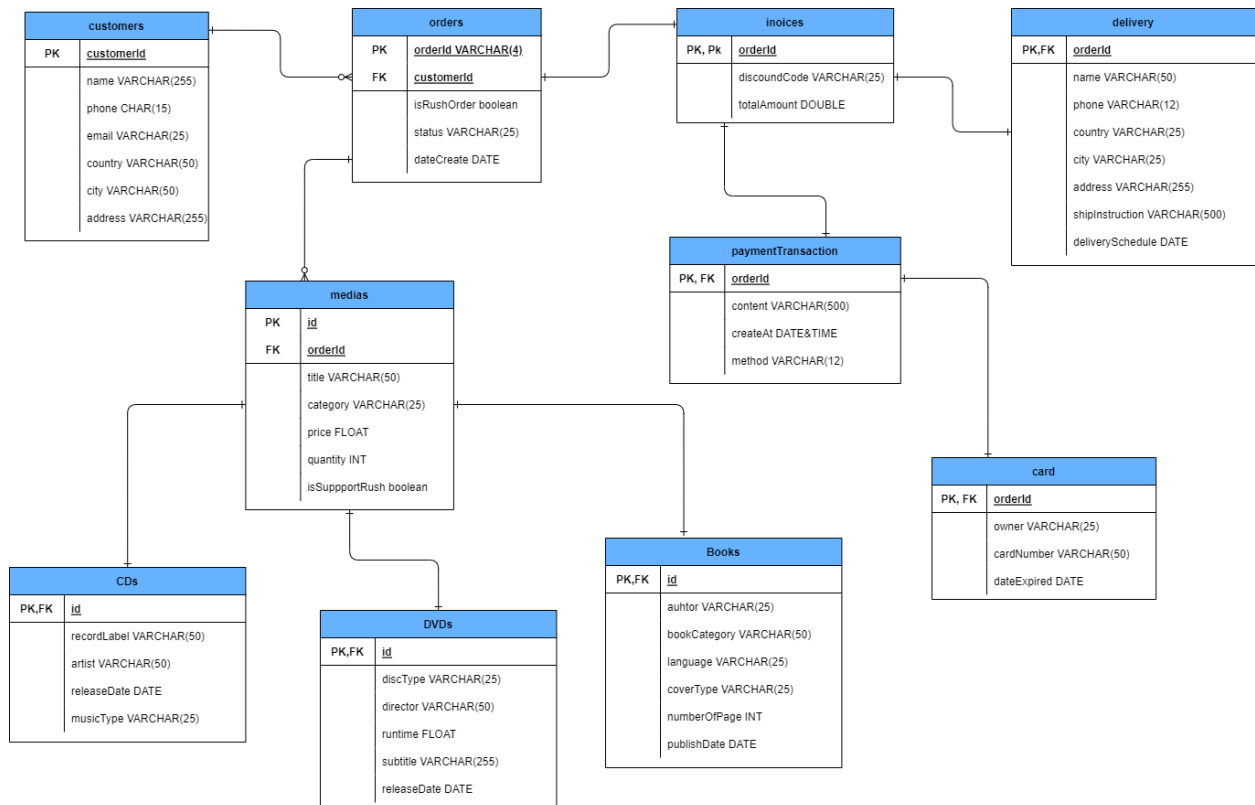 customers
PK customerId
name VARCHAR(255)
phone CHAR(15)
email VARCHAR(25)
country VARCHAR(50)
city VARCHAR(50)
address VARCHAR(255)
orders
PK orderId VARCHAR(4)
FK customerId
isRushOrder boolean
status VARCHAR(25)
dateCreate DATE
inoices
PK, Pk orderId
discoundCode VARCHAR(25)
totalAmount DOUBLE
delivery
PK,FK orderId
name VARCHAR(50)
phone VARCHAR(12)
country VARCHAR(25)
city VARCHAR(25)
address VARCHAR(255)
shipInstruction VARCHAR(500)
deliverySchedule DATE
paymentTransaction
PK, FK orderId
content VARCHAR(500)
createAt DATE&TIME
method VARCHAR(12)
medias
PK id
FK orderId
title VARCHAR(50)
category VARCHAR(25)
price FLOAT
quantity INT
isSuppportRush boolean
card
PK, FK orderId
owner VARCHAR(25)
cardNumber VARCHAR(50)
dateExpired DATE
CDs
PK,FK id
recordLabel VARCHAR(50)
artist VARCHAR(50)
releaseDate DATE
musicType VARCHAR(25)
DVDs
PK,FK id
discType VARCHAR(25)
director VARCHAR(50)
runtime FLOAT
subtitle VARCHAR(255)
releaseDate DATE
Books
PK,FK id
auhtor VARCHAR(25)
bookCategory VARCHAR(50)
language VARCHAR(25)
coverType VARCHAR(25)
numberOfPage INT
publishDate DATE